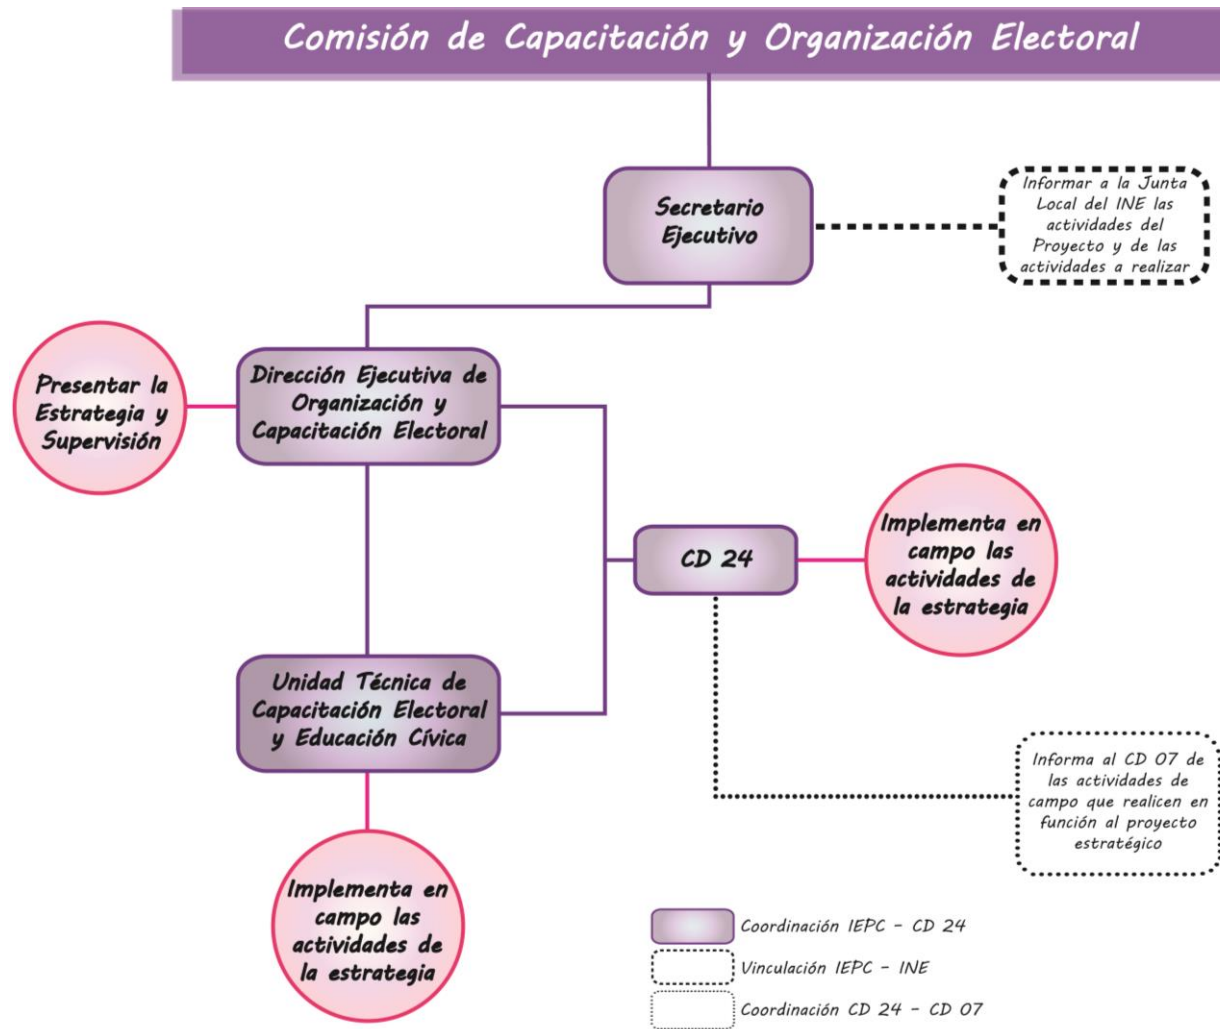 Comisión de Capacitación y Organización Electoral
Secretario
Ejecutivo
Informar a la Junta
Local del INE las
actividades del
Proyecto y de las
actividades a realizar
Presentar la
Estrategia y
Supervisión
Dirección Ejecutiva de
Organización y
Capacitación Electoral
CD 24
Implementa en
campo las
actividades de
la estrategia
Unidad Técnica de
Capacitación Electoral
y Educación Cívica
Informa al CD 07 de
las actividades de
campo que realicen en
función al proyecto
estratégico
Implementa en
campo las
actividades de
la estrategia
Coordinación IEPC - CD 24
Vinculación IEPC - INE
Coordinación CD 24 - CD 07